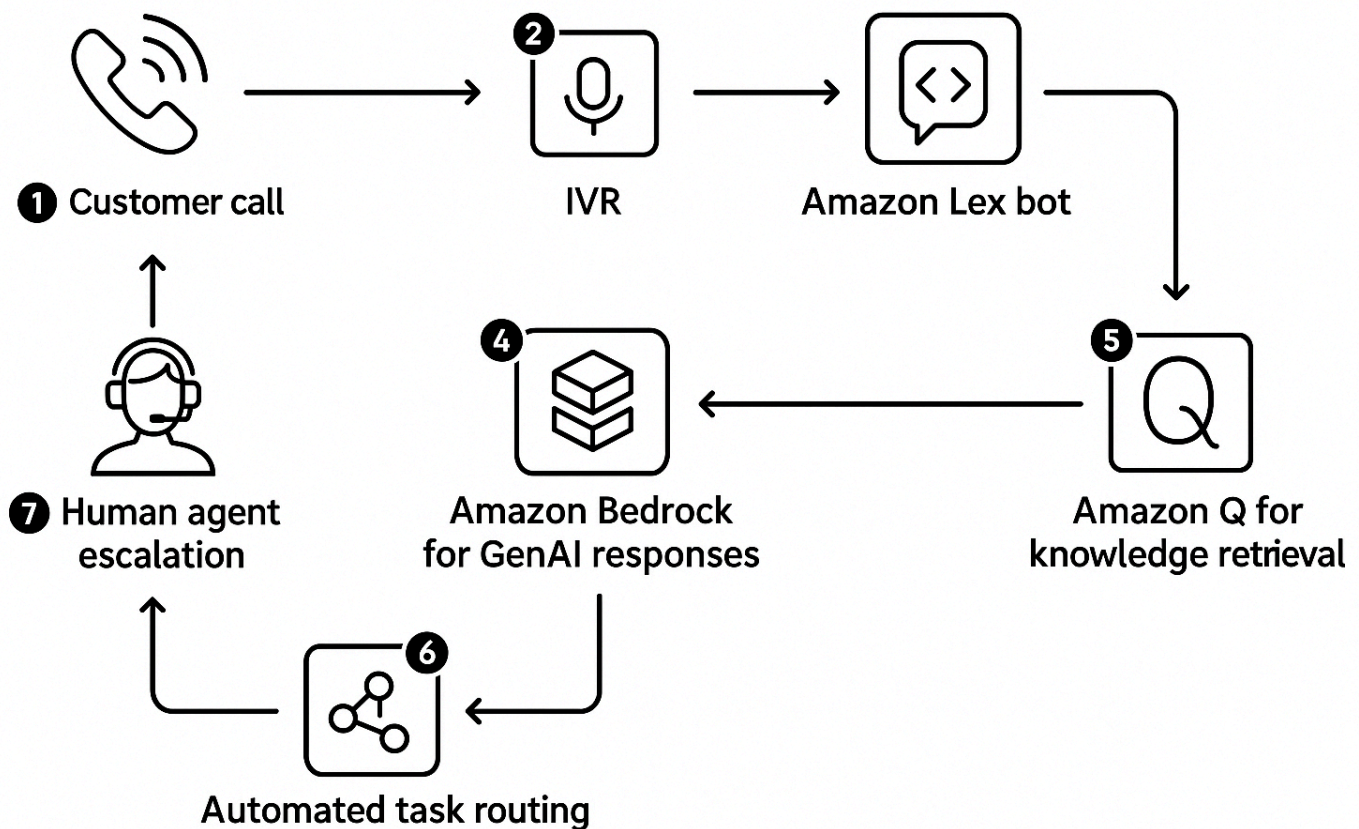 1 Customer call
2
IVR
Amazon Lex bot
5
Q
Amazon Q for
knowledge retrieval
4
Amazon Bedrock
for GenAI responses
6
Automated task routing
7 Human agent
escalation